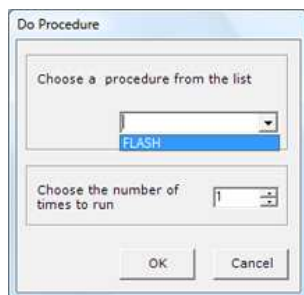 Do Procedure
Choose a procedure from the list
FLASH
Choose the number of
times to run
1
OK
Cancel